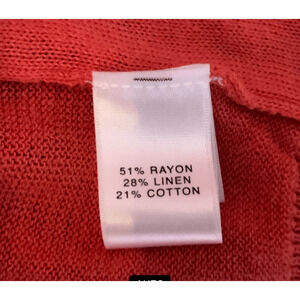 51% RAYON
28% LINEN
21% COTTON